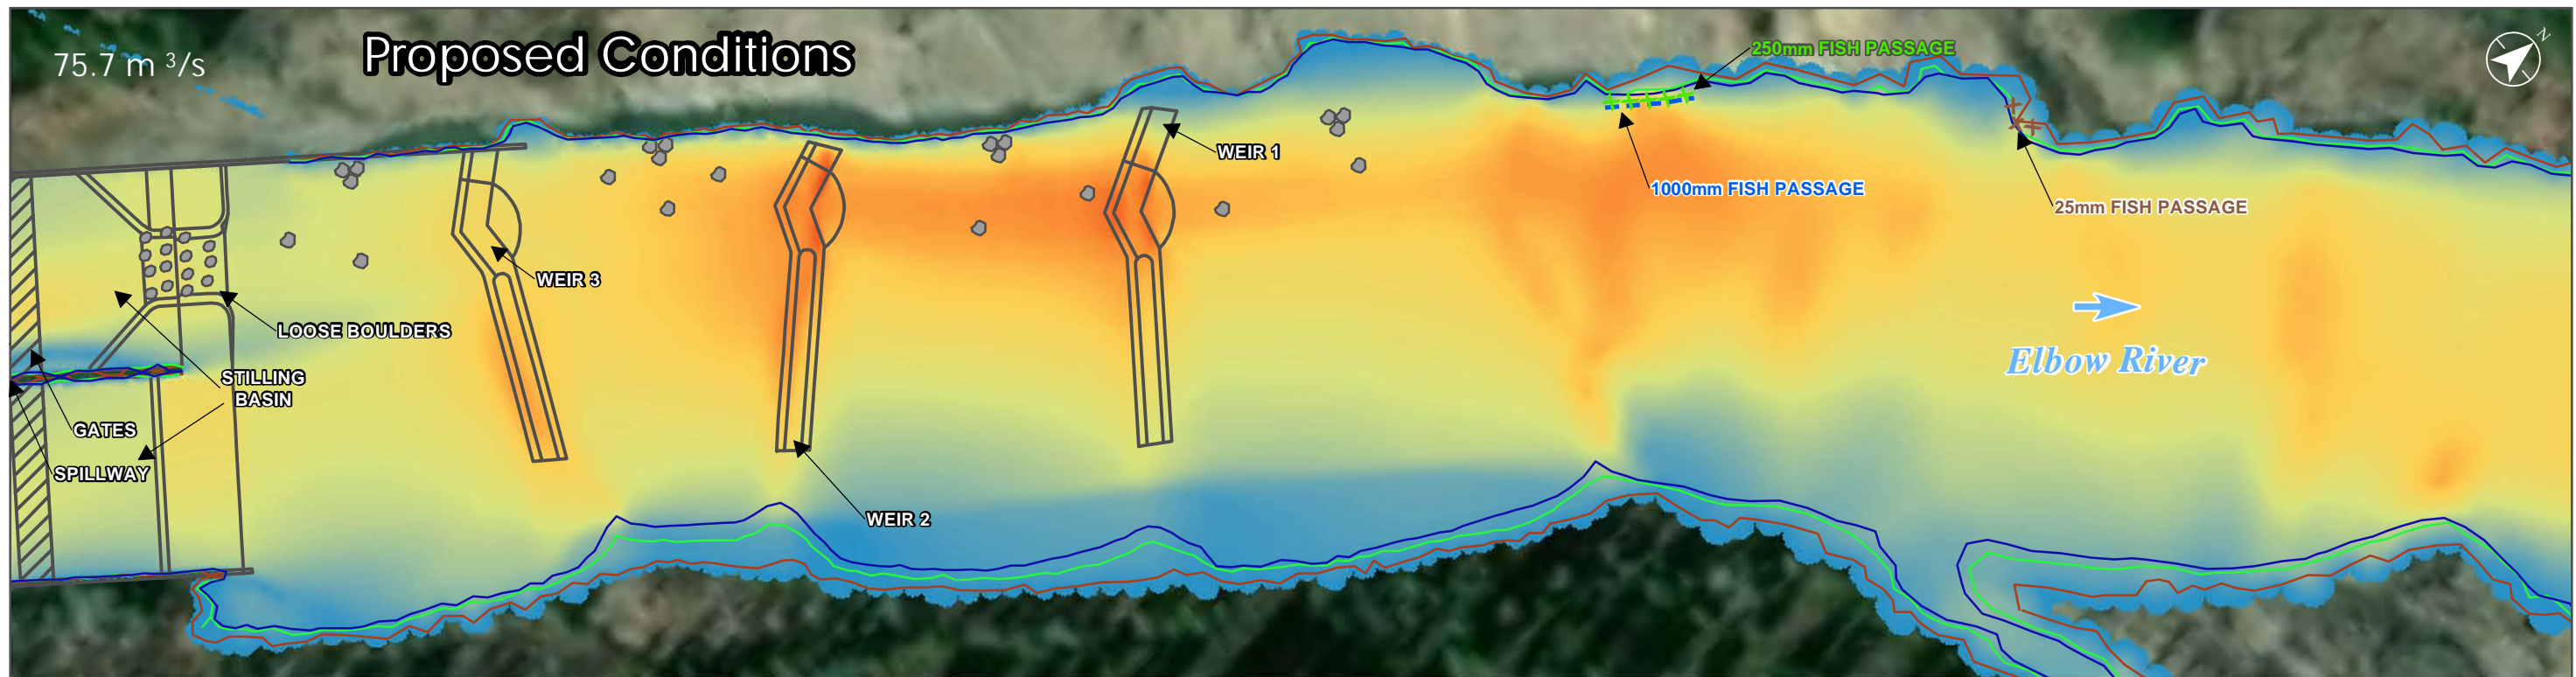 Proposed Conditions
75.7 m ³/s
250mm FISH PASSAGE
N
WEIR 1
1000mm FISH PASSAGE
25mm FISH PASSAGE
WEIR 3
LOOSE BOULDERS
Elbow River
STILLING
BASIN
GATES
SPILLWAY
WEIR 2